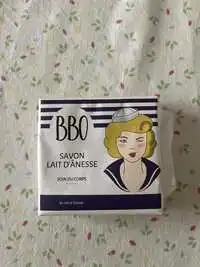 BBO
SAVON
LAIT D'ÂNESSE
SOIN DU CORPS